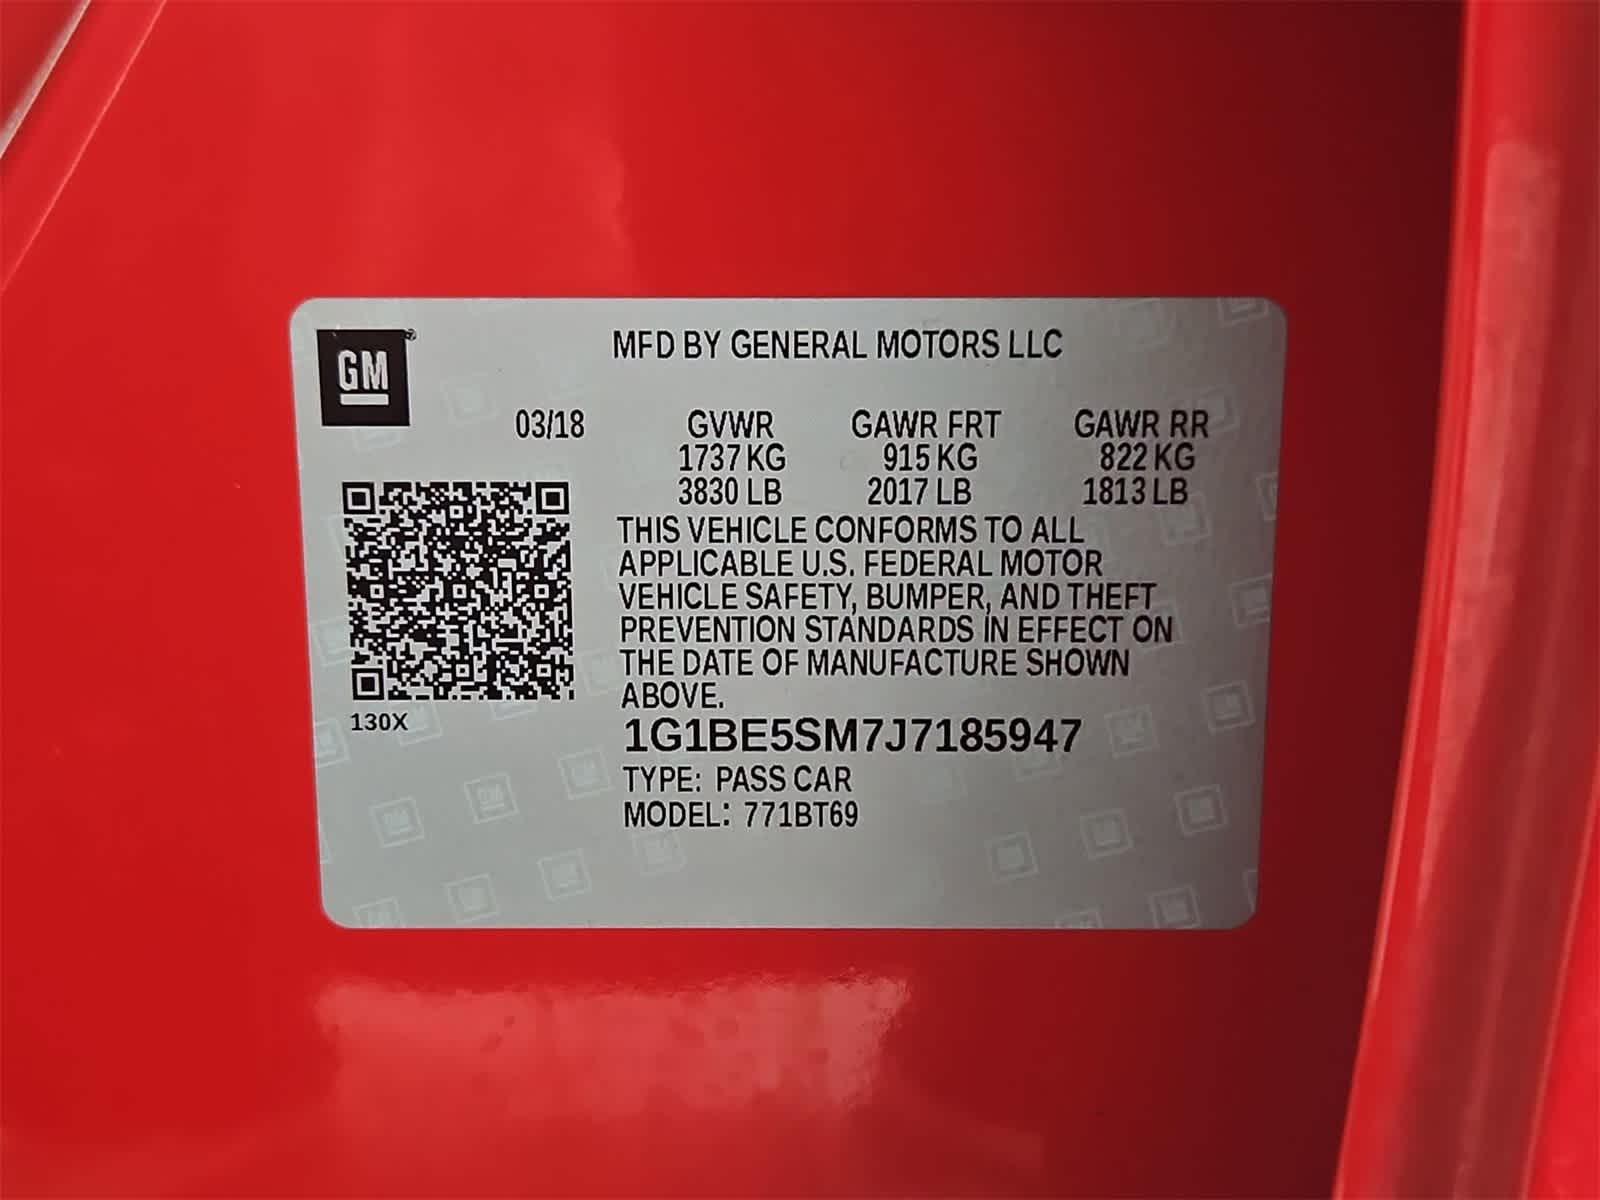 GM
MFD BY GENERAL MOTORS LLC
03/18 GVWR GAWR FRT GAWR RR
1737 KG 915 KG 822 KG
3830 LB 2017 LB 1813 LB
THIS VEHICLE CONFORMS TO ALL
APPLICABLE U.S. FEDERAL MOTOR
VEHICLE SAFETY, BUMPER, AND THEFT
PREVENTION STANDARDS IN EFFECT ON
THE DATE OF MANUFACTURE SHOWN
ABOVE.
130X
1G1BE5SM7J7185947
TYPE: PASS CAR
MODEL: 771BT69